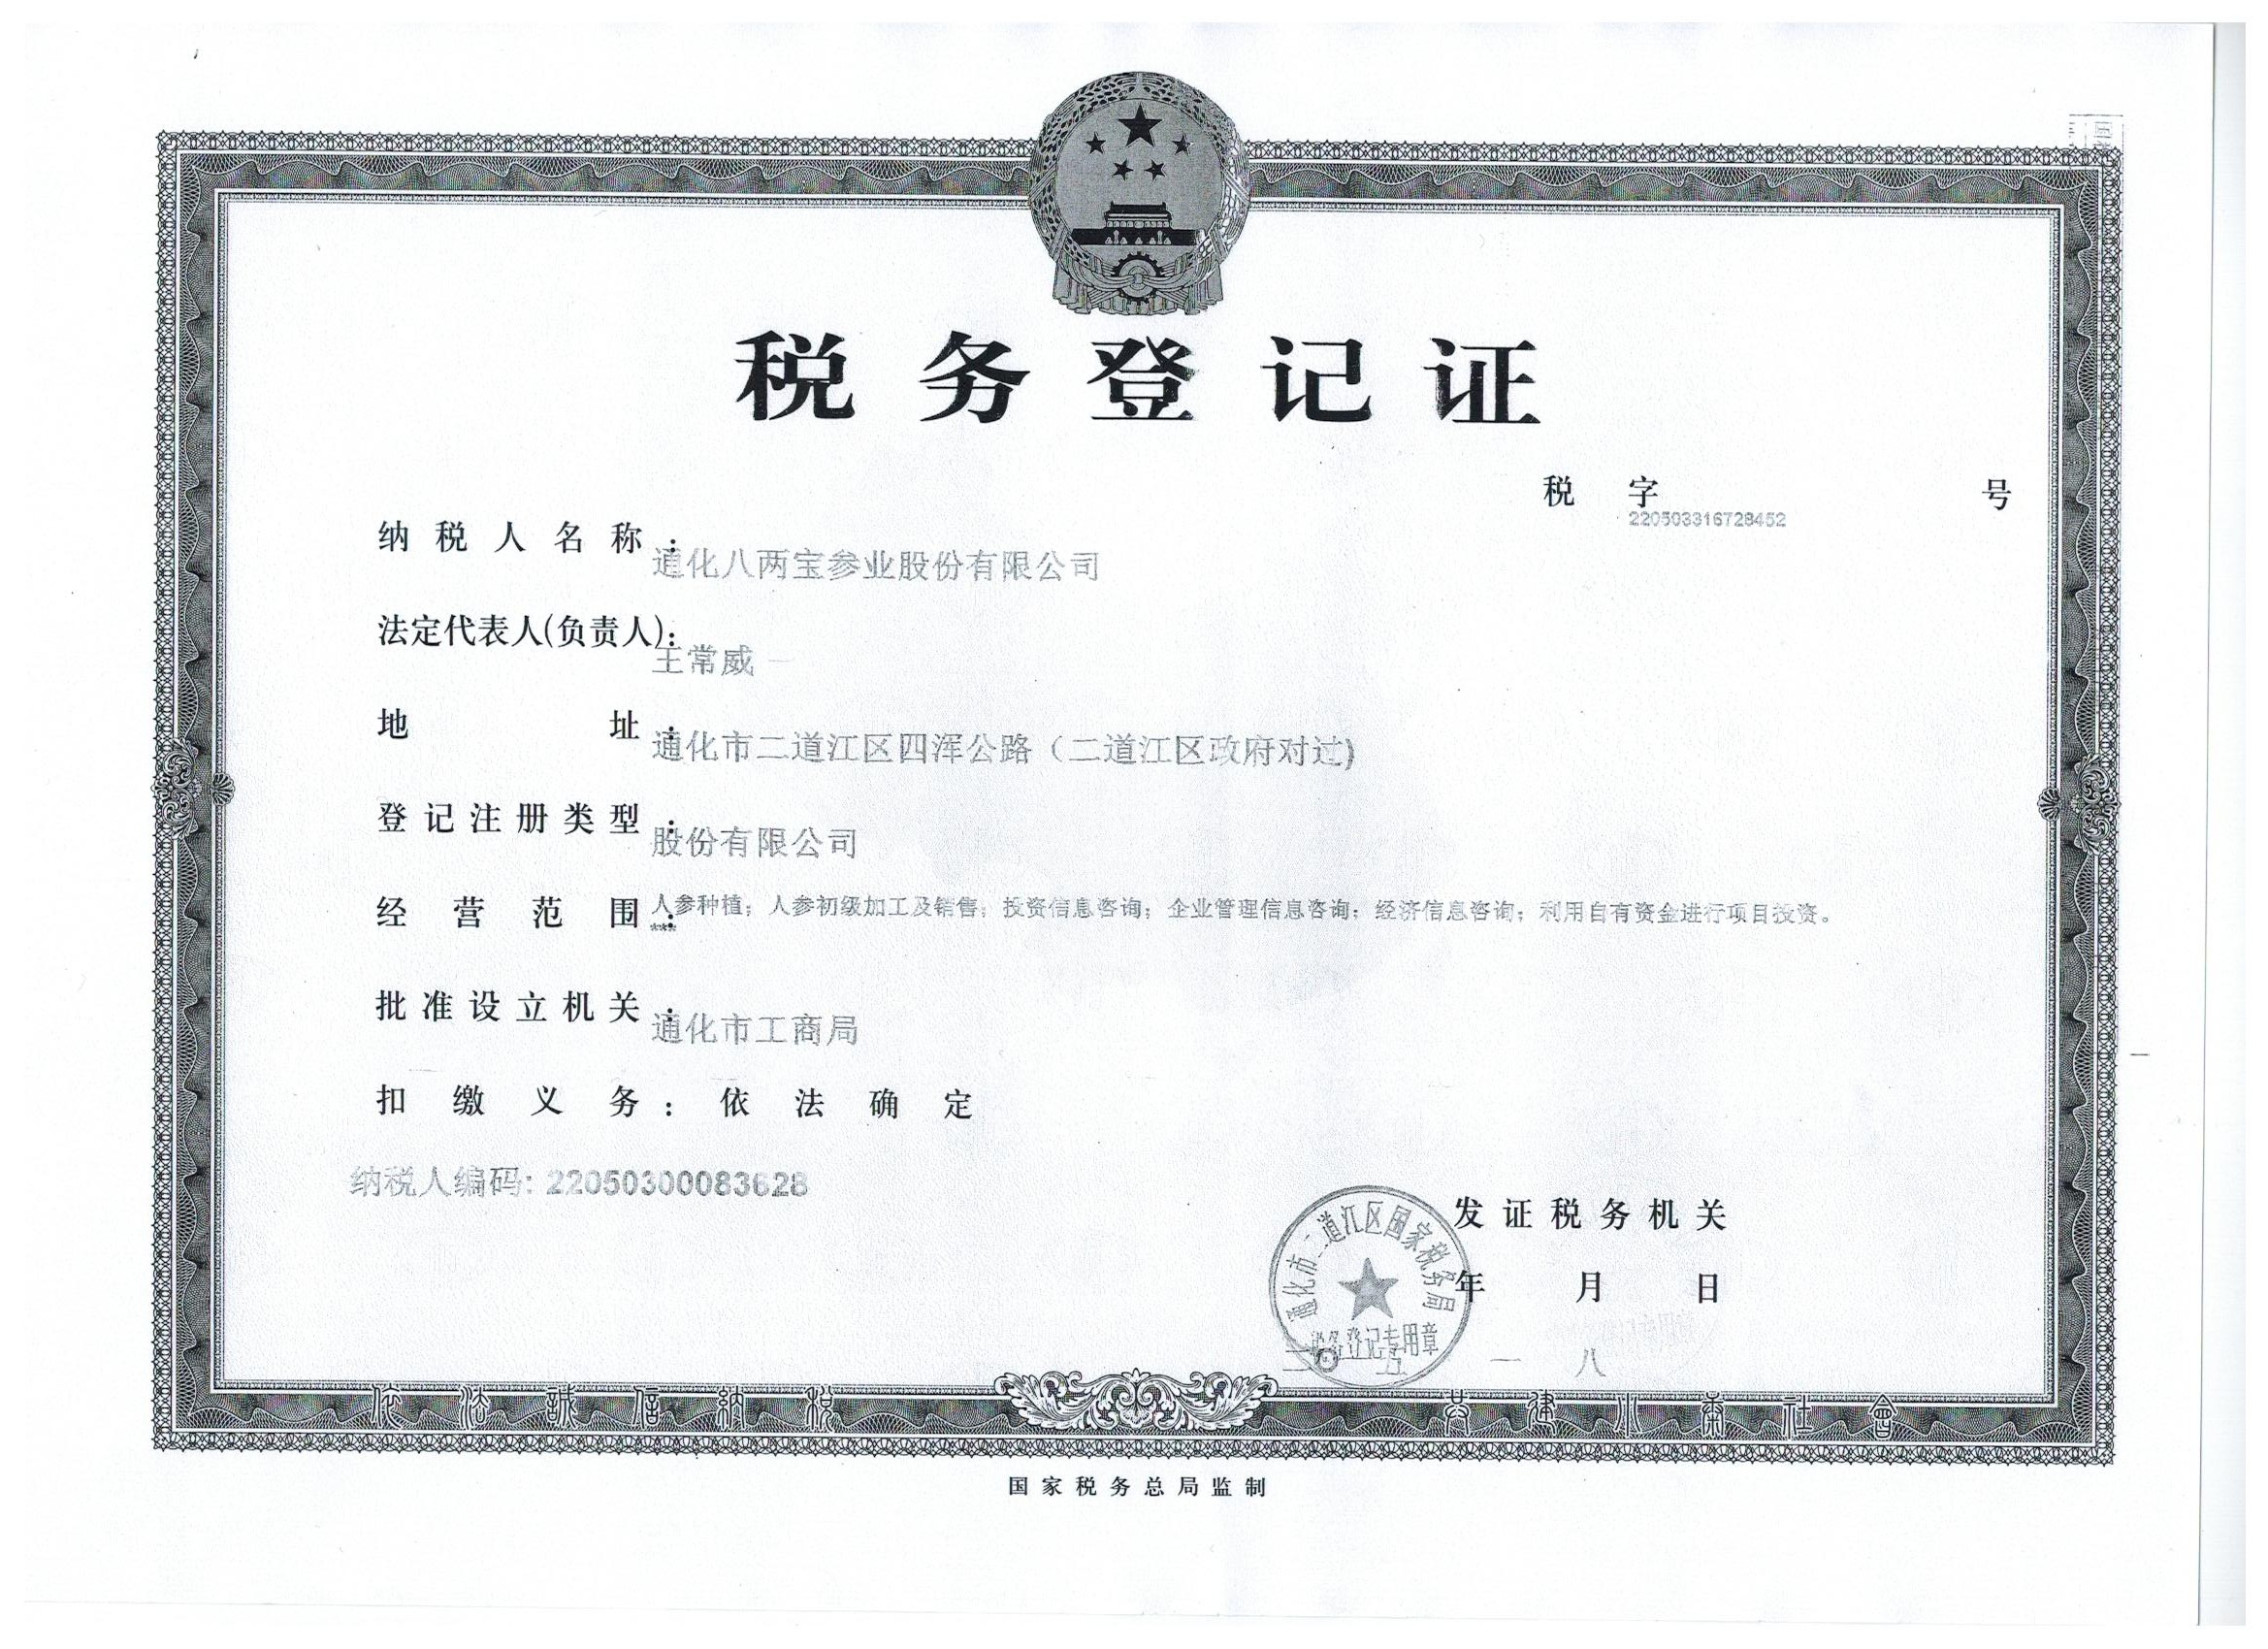 税务登记证
税 字 220503316728452 号
纳税人名称：通化八两宝参业股份有限公司
法定代表人(负责人)：王常威
地址：通化市二道江区四浑公路（二道江区政府对过)
登记注册类型：股份有限公司
经营范围：人参种植；人参初级加工及销售；投资信息咨询；企业管理信息咨询；经济信息咨询；利用自有资金进行项目投资。
***
批准设立机关：通化市工商局
扣缴义务：依法确定
纳税人编码: 22050300083628
发证税务机关
通化市二道江区国家税务局
税务登记专用章
年 月 日
二〇一五 一 八
依法誠信納税 共建小康社會
国家税务总局监制